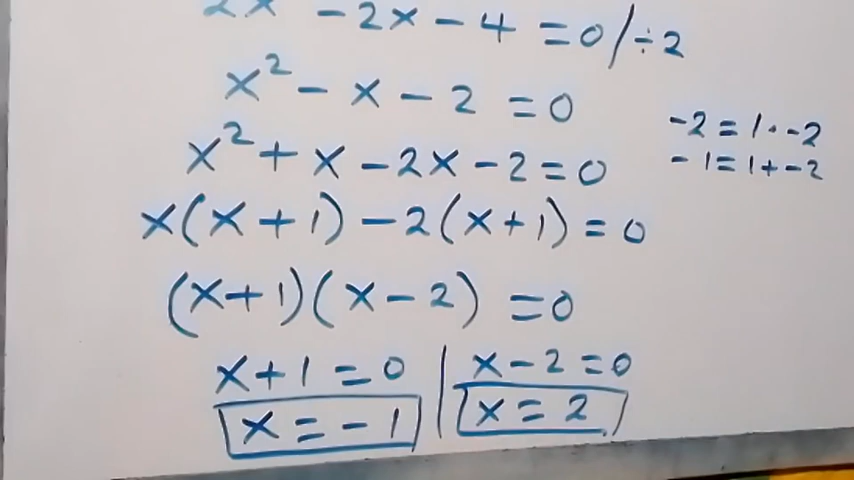 2x - 2x - 4 = 0 / ÷ 2
x² - x - 2 = 0
-2 = 1 · -2
x² + x - 2x - 2 = 0
-1 = 1 + -2
x(x + 1) - 2(x + 1) = 0
(x + 1)(x - 2) = 0
x + 1 = 0 | x - 2 = 0
x = -1 | x = 2